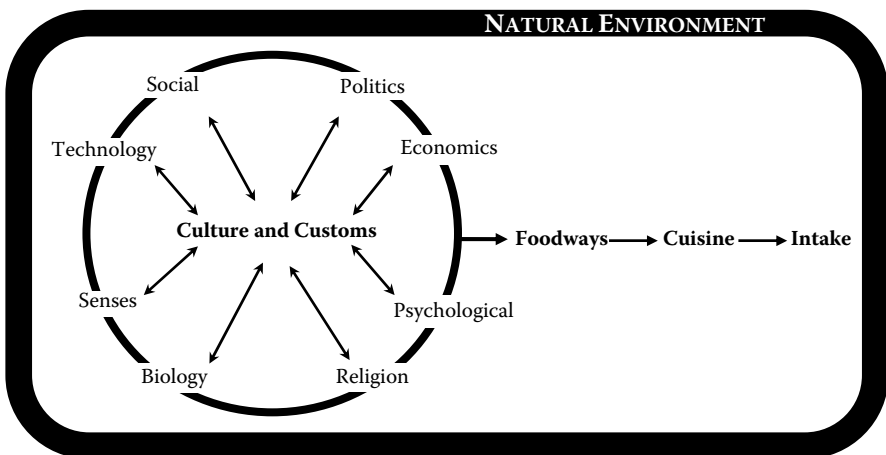 NATURAL ENVIRONMENT
Social
Politics
Technology
Economics
Culture and Customs
Foodways
Cuisine
Intake
Senses
Psychological
Biology
Religion